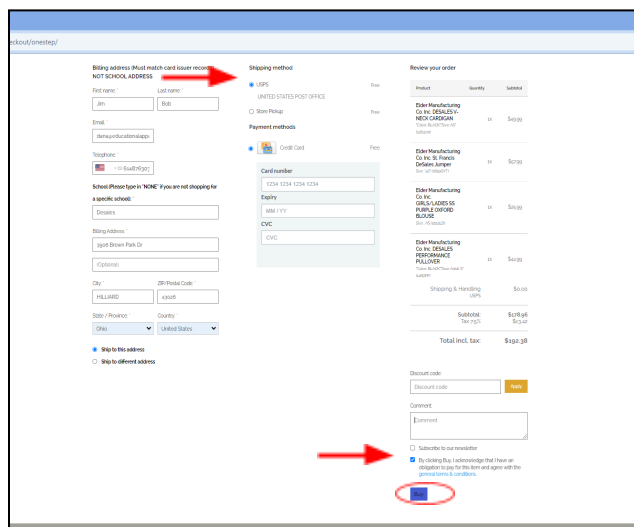 eckout/onestep/
Billing address (Must match card issuer records
NOT SCHOOL ADDRESS
First name *
Last name *
Jim
Bob
Email *
Telephone *
School (Please type in "NONE" if you are not shopping for
a specific school) *
Desales
Billing Address *
3906 Brown Park Dr
(Optional)
City *
ZIP/Postal Code *
HILLIARD
43026
State / Province *
Country *
Ohio
United States
Ship to this address
Ship to different address
Shipping method
USPS
Free
UNITED STATES POST OFFICE
Store Pickup
Free
Payment methods
Credit Card
Free
Card number
1234 1234 1234 1234
Expiry
MM / YY
CVC
CVC
Review your order
Product
Quantity
Subtotal
Elder Manufacturing
Co. Inc. DESALES V-
NECK CARDIGAN
1x
$49.99
Elder Manufacturing
Co. Inc. St. Francis
DeSales Jumper
1x
$57.99
Elder Manufacturing
Co. Inc.
GIRLS/LADIES SS
PURPLE OXFORD
BLOUSE
1x
Elder Manufacturing
Co. Inc. DESALES
PERFORMANCE
PULLOVER
1x
Shipping & Handling
$0.00
USPS
Subtotal:
$178.96
Tax 7.5%
$13.42
Total incl. tax:
$192.38
Discount code
Discount code
Apply
Comment
Comment
Subscribe to our newsletter
By clicking Buy, I acknowledge that I have an
obligation to pay for this item and agree with the
general terms & conditions.
Buy